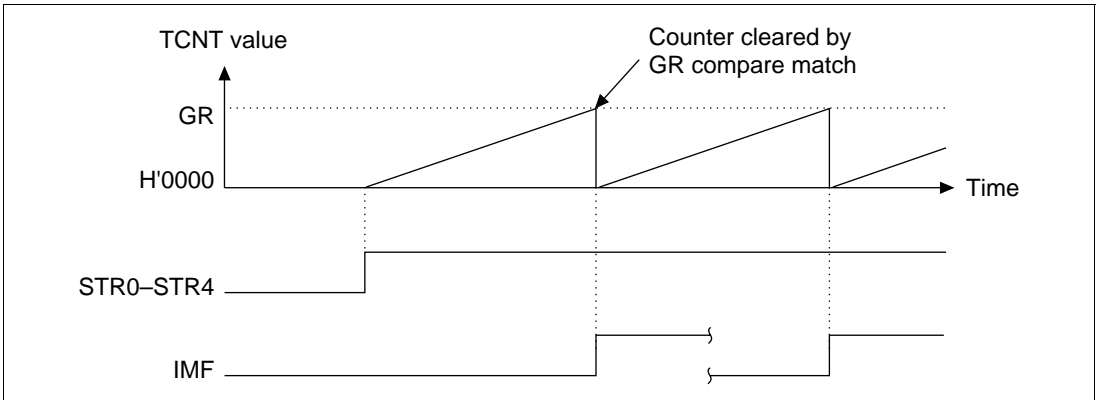 TCNT value
Counter cleared by
GR compare match
GR
H'0000
Time
STR0–STR4
IMF